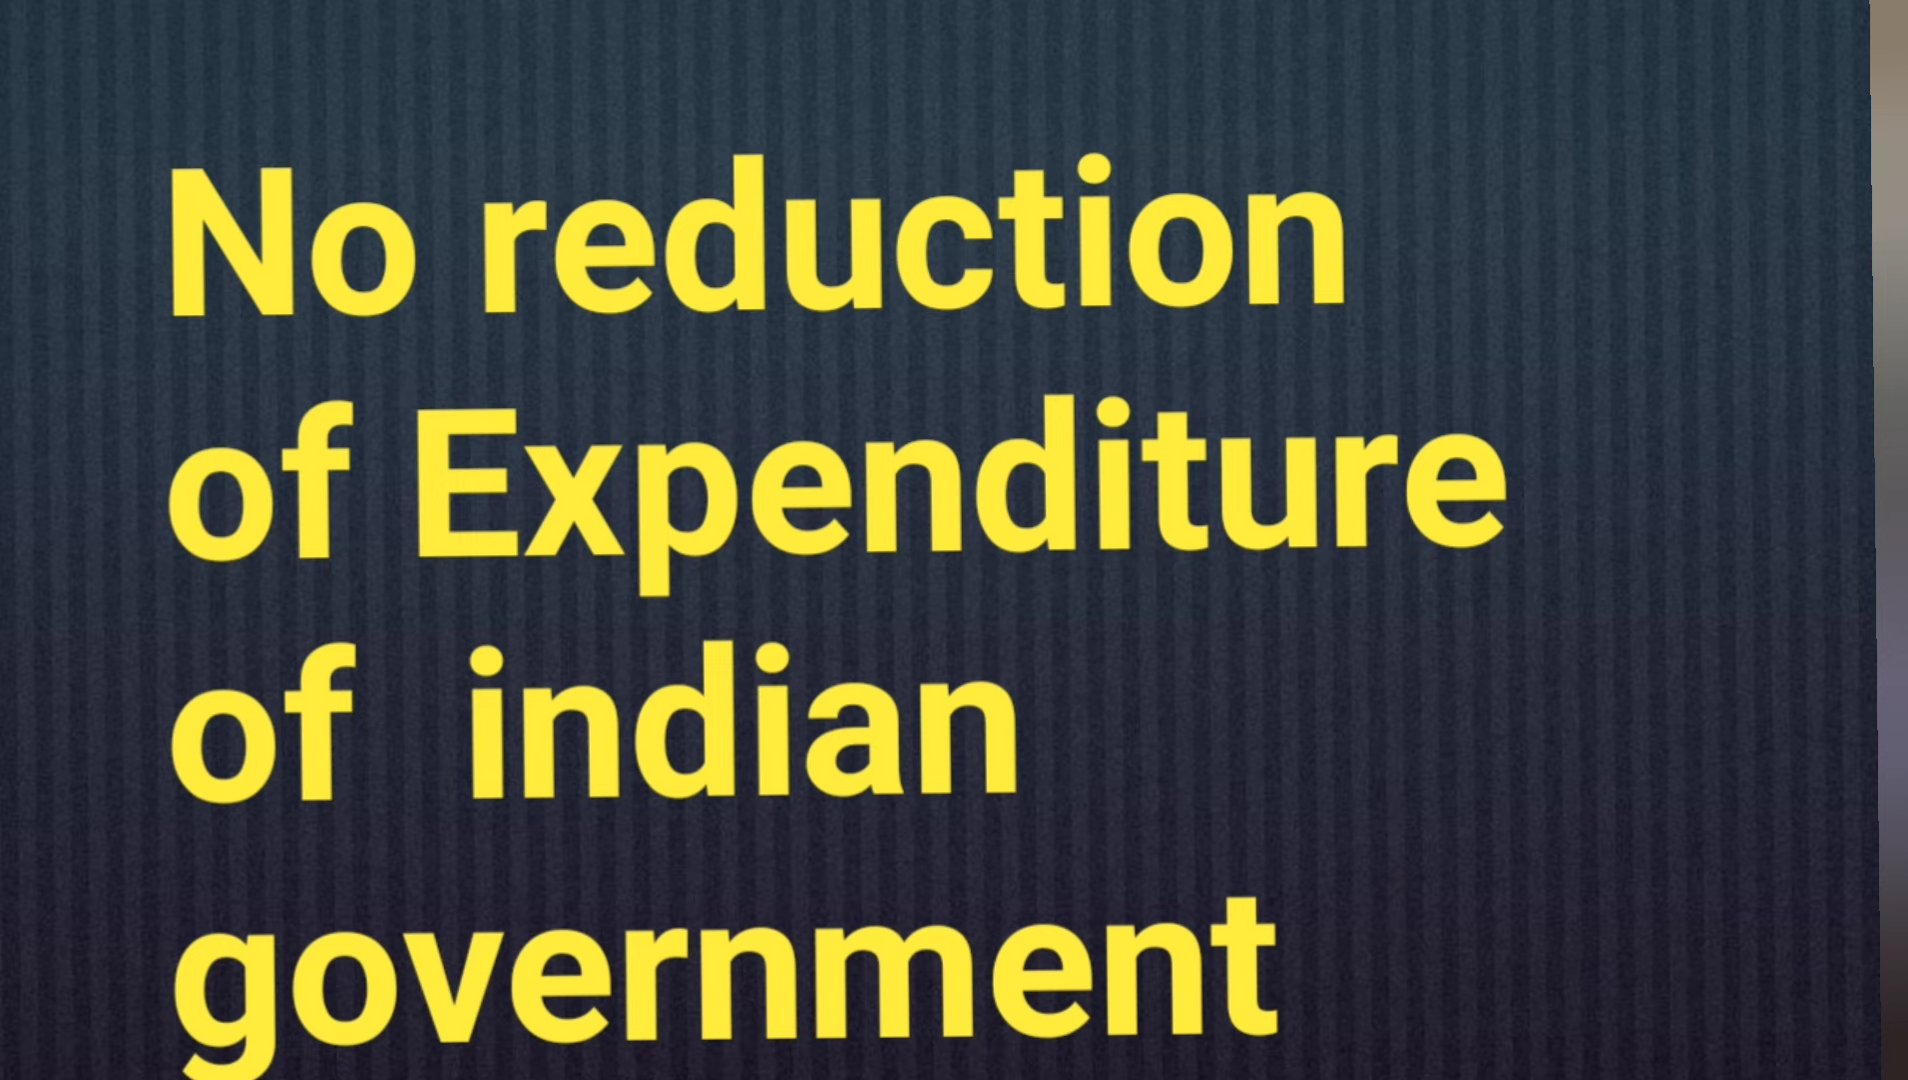 No reduction
of Expenditure
of indian
government